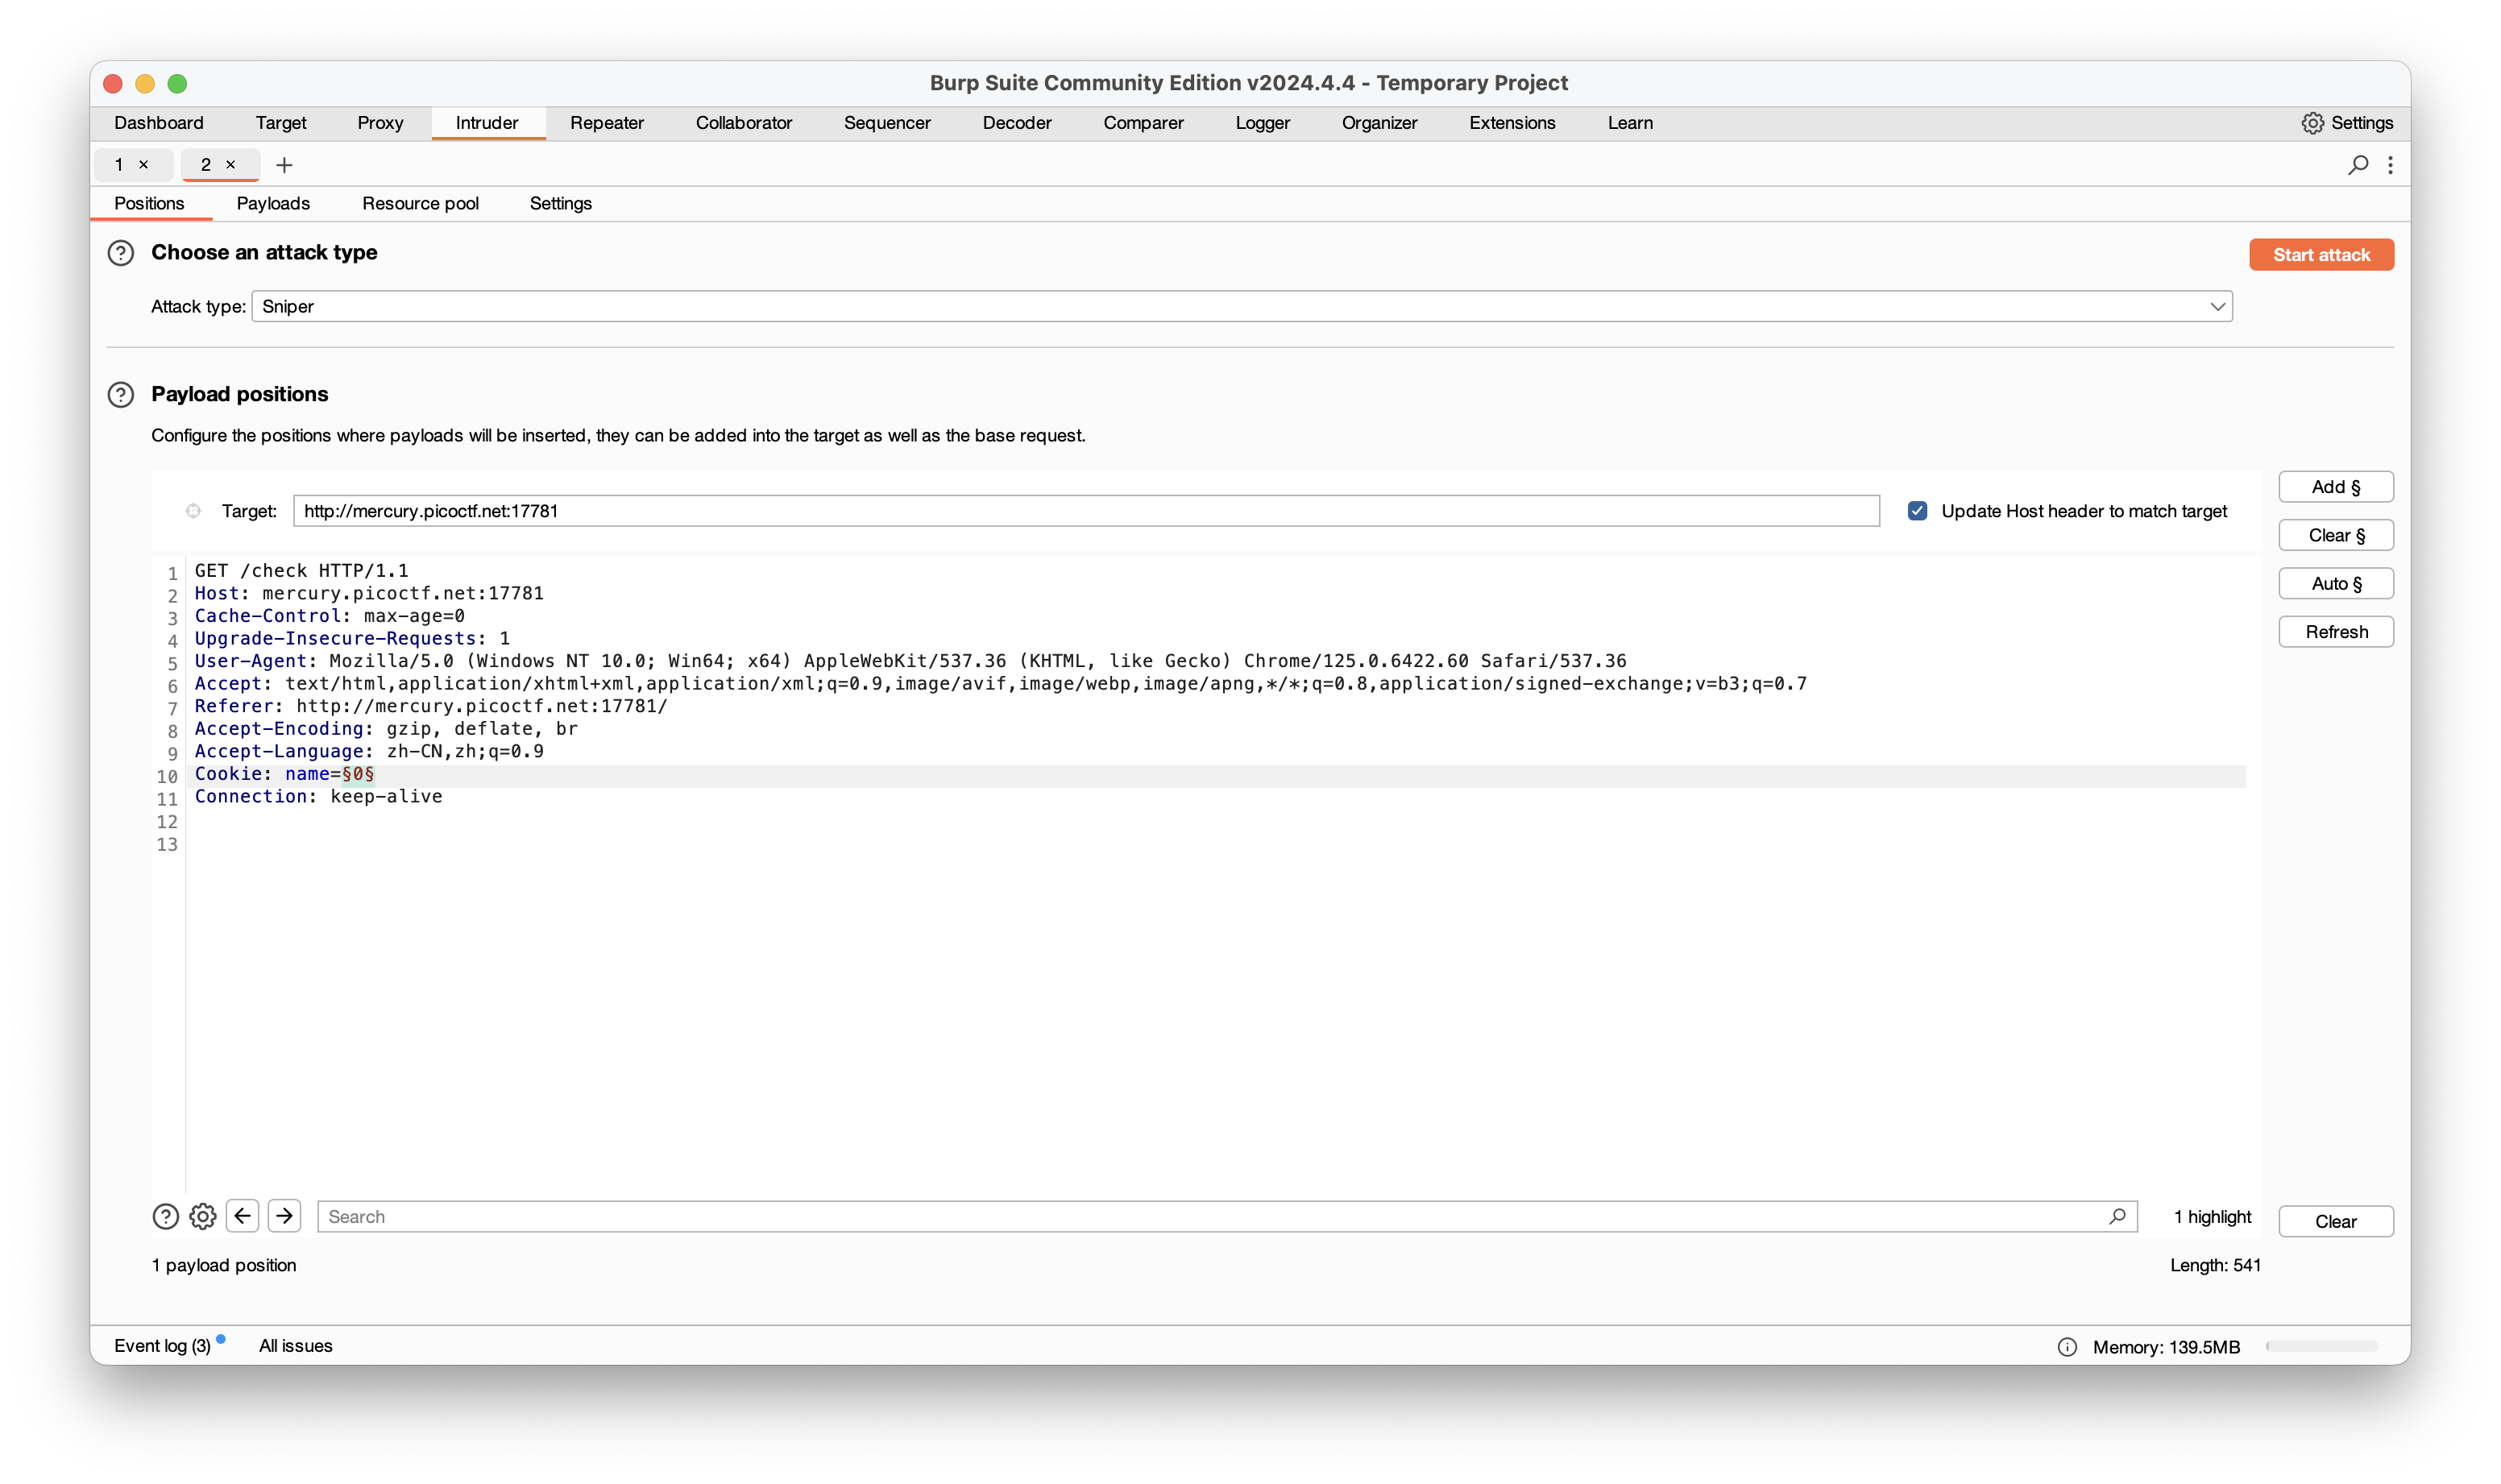 Burp Suite Community Edition v2024.4.4 - Temporary Project
Dashboard Target Proxy Intruder Repeater Collaborator Sequencer Decoder Comparer Logger Organizer Extensions Learn Settings
1 × 2 × +
Positions Payloads Resource pool Settings
? Choose an attack type Start attack
Attack type: Sniper
? Payload positions
Configure the positions where payloads will be inserted, they can be added into the target as well as the base request.
Target: http://mercury.picoctf.net:17781 Update Host header to match target
Add §
Clear §
Auto §
Refresh
1 GET /check HTTP/1.1
2 Host: mercury.picoctf.net:17781
3 Cache-Control: max-age=0
4 Upgrade-Insecure-Requests: 1
5 User-Agent: Mozilla/5.0 (Windows NT 10.0; Win64; x64) AppleWebKit/537.36 (KHTML, like Gecko) Chrome/125.0.6422.60 Safari/537.36
6 Accept: text/html,application/xhtml+xml,application/xml;q=0.9,image/avif,image/webp,image/apng,*/*;q=0.8,application/signed-exchange;v=b3;q=0.7
7 Referer: http://mercury.picoctf.net:17781/
8 Accept-Encoding: gzip, deflate, br
9 Accept-Language: zh-CN,zh;q=0.9
10 Cookie: name=§0§
11 Connection: keep-alive
12
13
? Search 1 highlight Clear
1 payload position Length: 541
Event log (3) All issues Memory: 139.5MB